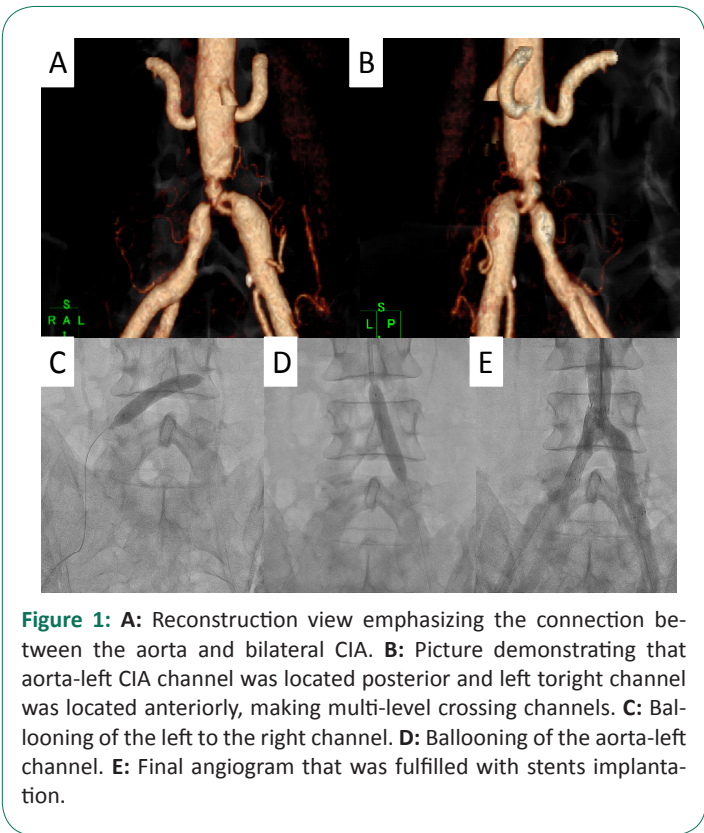 A
B
S
R A L
I
S
L P
C
D
E
Figure 1: A: Reconstruction view emphasizing the connection be-
tween the aorta and bilateral CIA. B: Picture demonstrating that
aorta-left CIA channel was located posterior and left toright channel
was located anteriorly, making multi-level crossing channels. C: Bal-
looning of the left to the right channel. D: Ballooning of the aorta-left
channel. E: Final angiogram that was fulfilled with stents implanta-
tion.